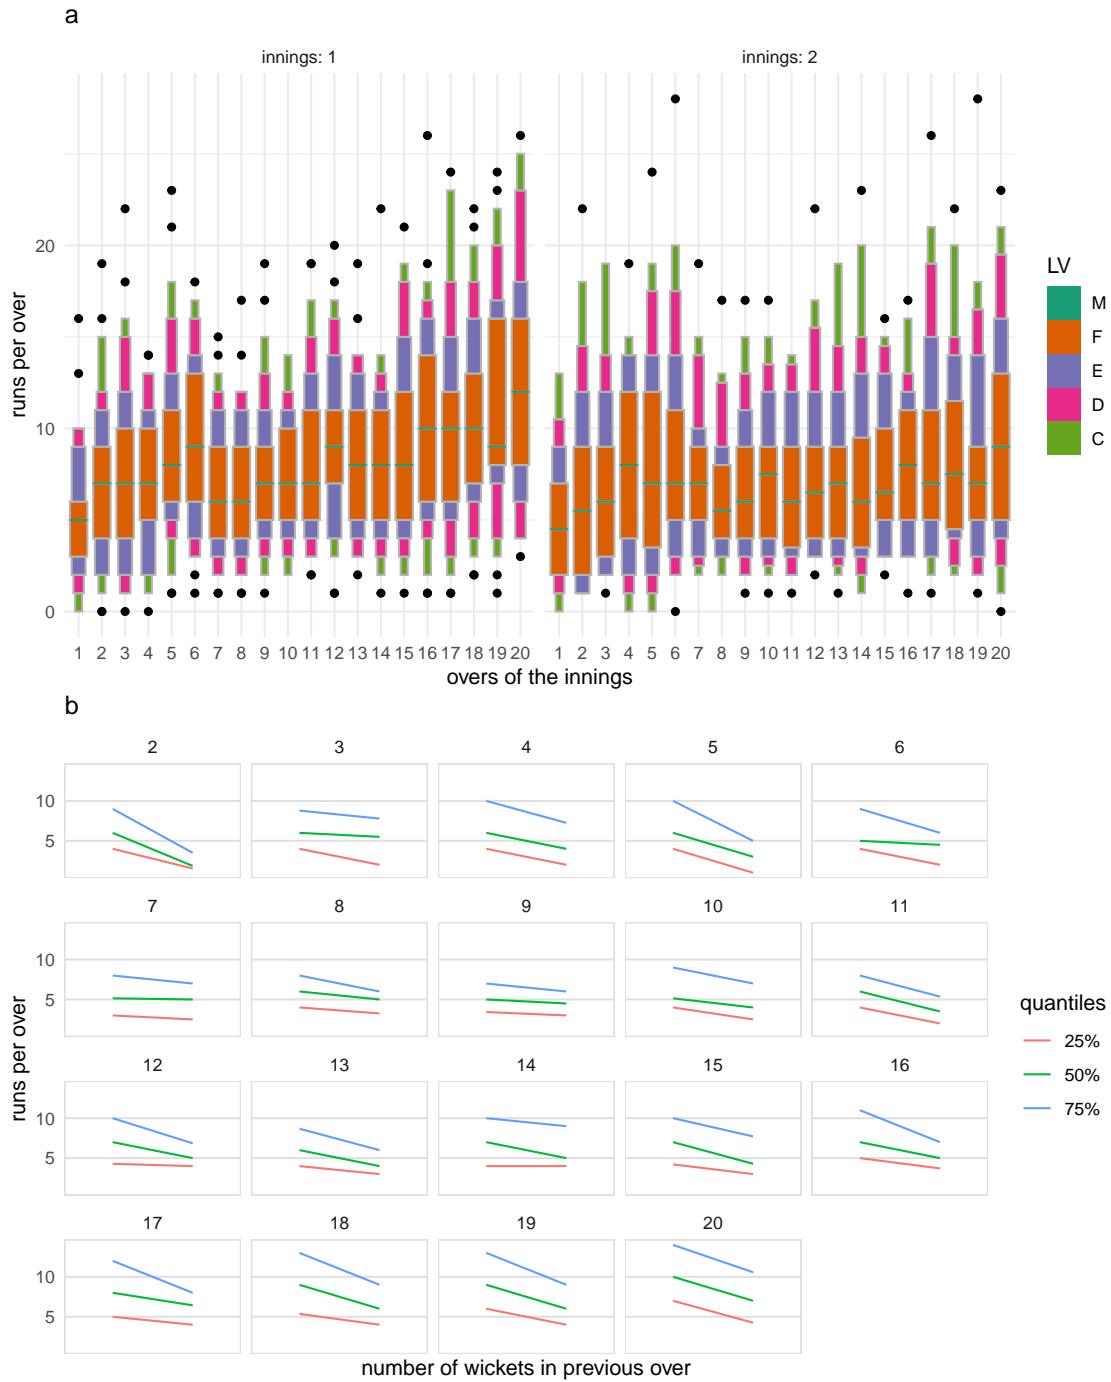 a
innings: 1 innings: 2
20
10
0
runs per over
1 2 3 4 5 6 7 8 9 10 11 12 13 14 15 16 17 18 19 20 1 2 3 4 5 6 7 8 9 10 11 12 13 14 15 16 17 18 19 20
overs of the innings
LV
M
F
E
D
C
b
2 3 4 5 6
10
5
7 8 9 10 11
10
5
12 13 14 15 16
10
5
17 18 19 20
10
5
runs per over
number of wickets in previous over
quantiles
25%
50%
75%